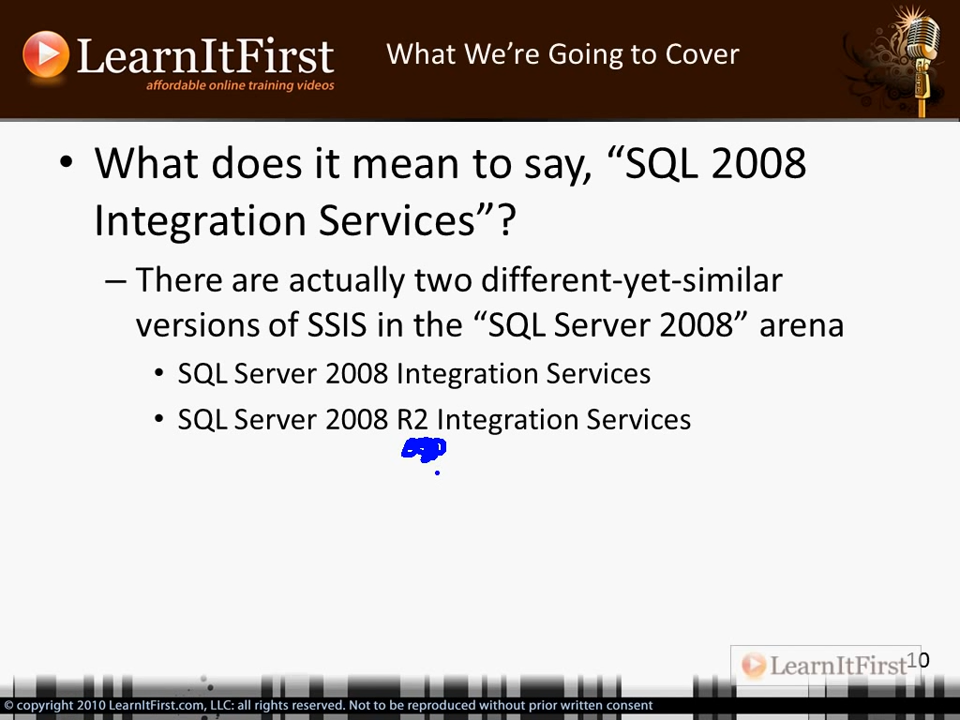 LearnItFirst
affordable online training videos
What We’re Going to Cover
• What does it mean to say, “SQL 2008
Integration Services”?
– There are actually two different-yet-similar
versions of SSIS in the “SQL Server 2008” arena
• SQL Server 2008 Integration Services
• SQL Server 2008 R2 Integration Services
LearnItFirst
10
© copyright 2010 LearnItFirst.com, LLC: all rights reserved. Not to be reproduced without prior written consent